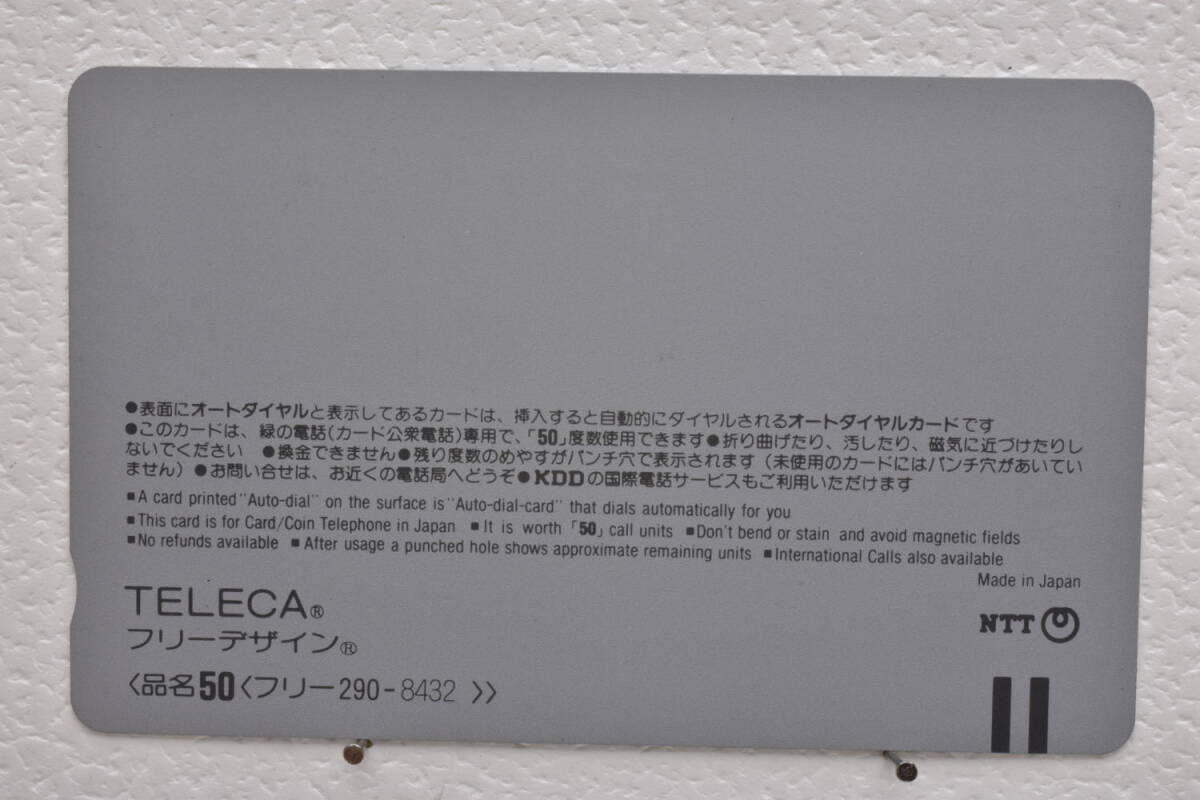 ●表面にオートダイヤルと表示してあるカードは、挿入すると自動的にダイヤルされるオートダイヤルカードです
●このカードは、緑の電話(カード公衆電話)専用で、「50」度数使用できます●折り曲げたり、汚したり、磁気に近づけたりし
ないでください ●換金できません●残り度数のめやすがパンチ穴で表示されます(未使用のカードにはパンチ穴があいてい
ません)●お問い合せは、お近くの電話局へどうぞ●KDDの国際電話サービスもご利用いただけます
■A card printed "Auto-dial" on the surface is "Auto-dial-card" that dials automatically for you
■This card is for Card/Coin Telephone in Japan ■It is worth「50」call units ■Don't bend or stain and avoid magnetic fields
■No refunds available ■After usage a punched hole shows approximate remaining units ■International Calls also available
Made in Japan
TELECA®
フリーデザイン®
NTT
〈品名50〈フリー290-8432 〉〉